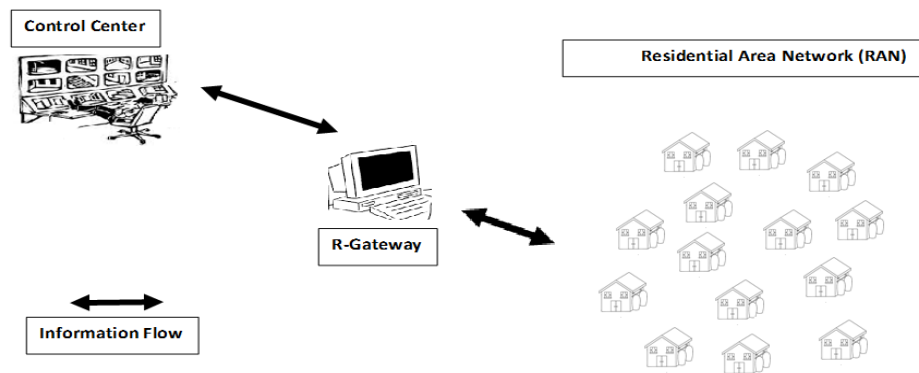 Control Center
Residential Area Network (RAN)
R-Gateway
Information Flow